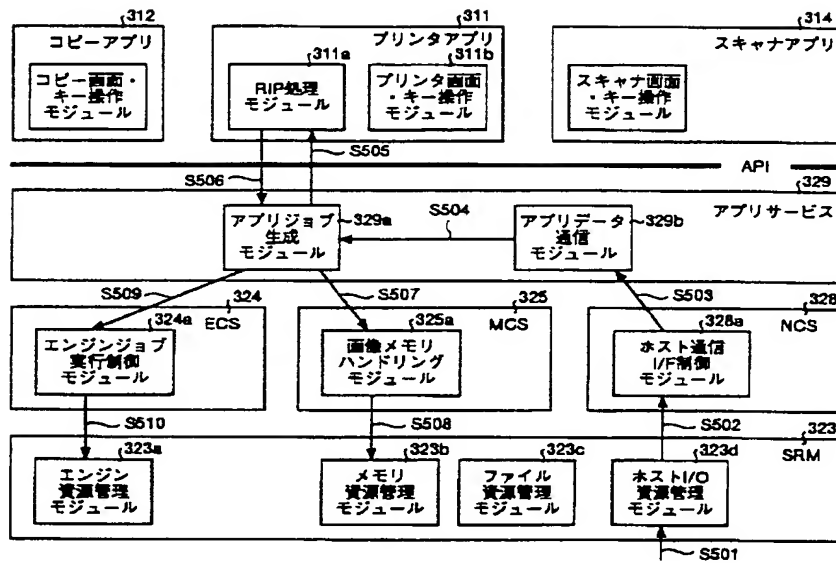 312
コピーアプリ
コピー画面
・キー操作
モジュール
311
プリンタアプリ
311a
RIP処理
モジュール
311b
プリンタ画面
・キー操作
モジュール
314
スキャナアプリ
スキャナ画面
・キー操作
モジュール
S505
API
S506
329
アプリサービス
アプリジョブ
生成
モジュール
329a
S504
アプリデータ
通信
モジュール
329b
S509
S507
S503
324
ECS
324a
エンジンジョブ
実行制御
モジュール
325
MCS
325a
画像メモリ
ハンドリング
モジュール
328
NCS
328a
ホスト通信
I/F制御
モジュール
S510
S508
S502
323
SRM
323a
エンジン
資源管理
モジュール
323b
メモリ
資源管理
モジュール
323c
ファイル
資源管理
モジュール
323d
ホストI/O
資源管理
モジュール
S501